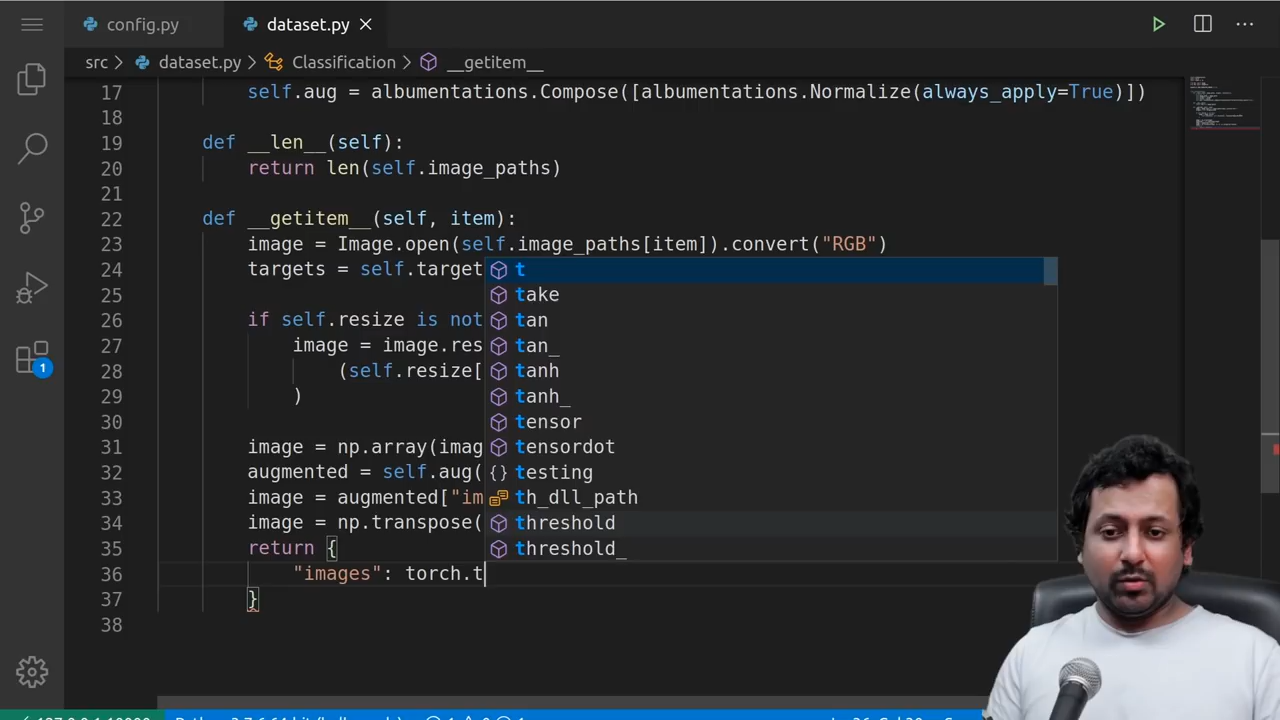 config.py
dataset.py
src > dataset.py > Classification > __getitem__
17 self.aug = albumentations.Compose([albumentations.Normalize(always_apply=True)])
18
19 def __len__(self):
20 return len(self.image_paths)
21
22 def __getitem__(self, item):
23 image = Image.open(self.image_paths[item]).convert("RGB")
24 targets = self.target
25
26 if self.resize is not
27 image = image.res
28 (self.resize[
29 )
30
31 image = np.array(imag
32 augmented = self.aug(
33 image = augmented["im
34 image = np.transpose(
35 return {
36 "images": torch.t
37 }
38
t
take
tan
tan_
tanh
tanh_
tensor
tensordot
testing
th_dll_path
threshold
threshold_
1